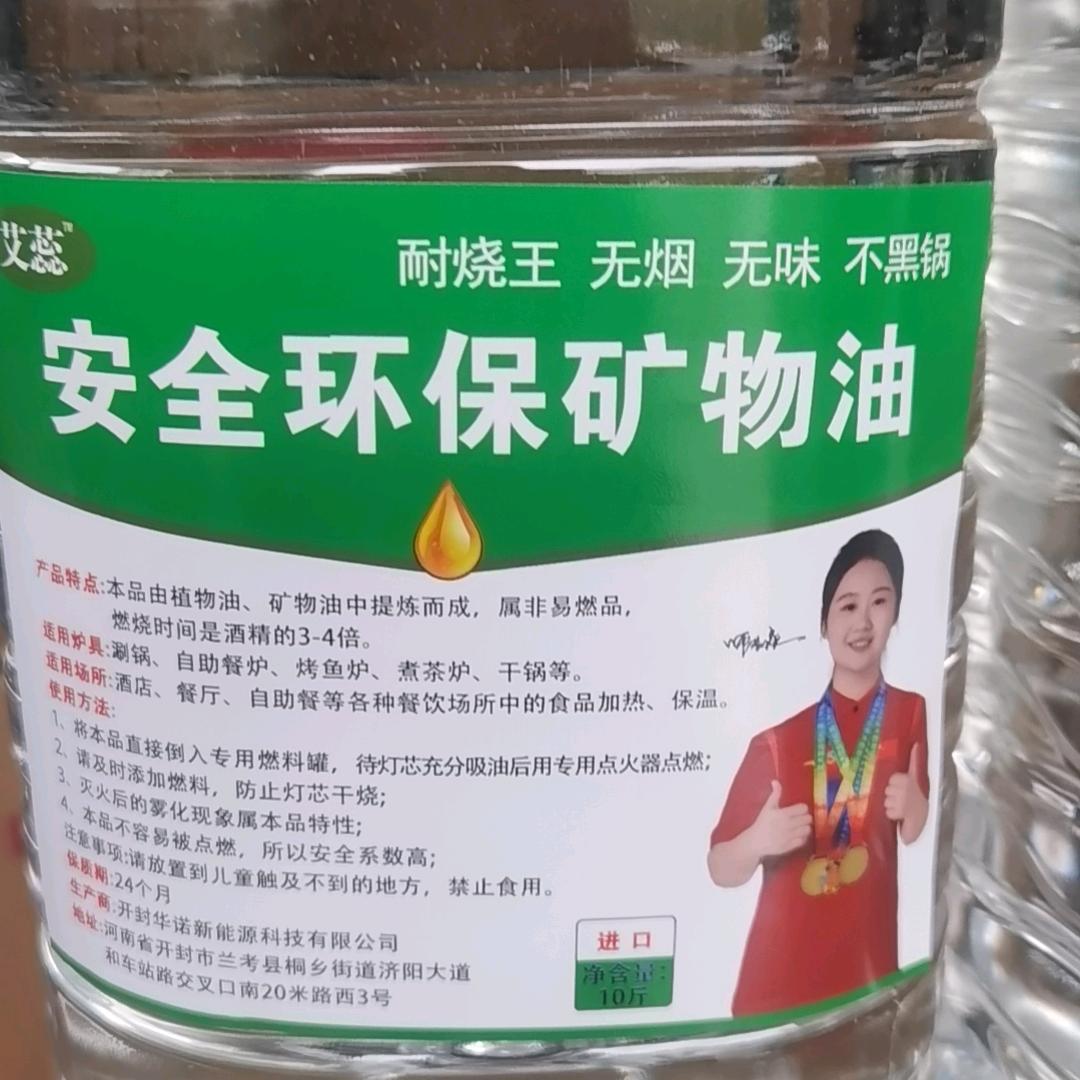 艾蕊™
耐烧王 无烟 无味 不黑锅
安全环保矿物油
产品特点:本品由植物油、矿物油中提炼而成，属非易燃品，
燃烧时间是酒精的3-4倍。
适用炉具:涮锅、自助餐炉、烤鱼炉、煮茶炉、干锅等。
适用场所:酒店、餐厅、自助餐等各种餐饮场所中的食品加热、保温。
使用方法:
1、将本品直接倒入专用燃料罐，待灯芯充分吸油后用专用点火器点燃;
2、请及时添加燃料，防止灯芯干烧;
3、灭火后的雾化现象属本品特性;
4、本品不容易被点燃，所以安全系数高;
注意事项:请放置到儿童触及不到的地方，禁止食用。
保质期:24个月
生产商:开封华诺新能源科技有限公司
地址:河南省开封市兰考县桐乡街道济阳大道
和车站路交叉口南20米路西3号
进口
净含量:
10斤